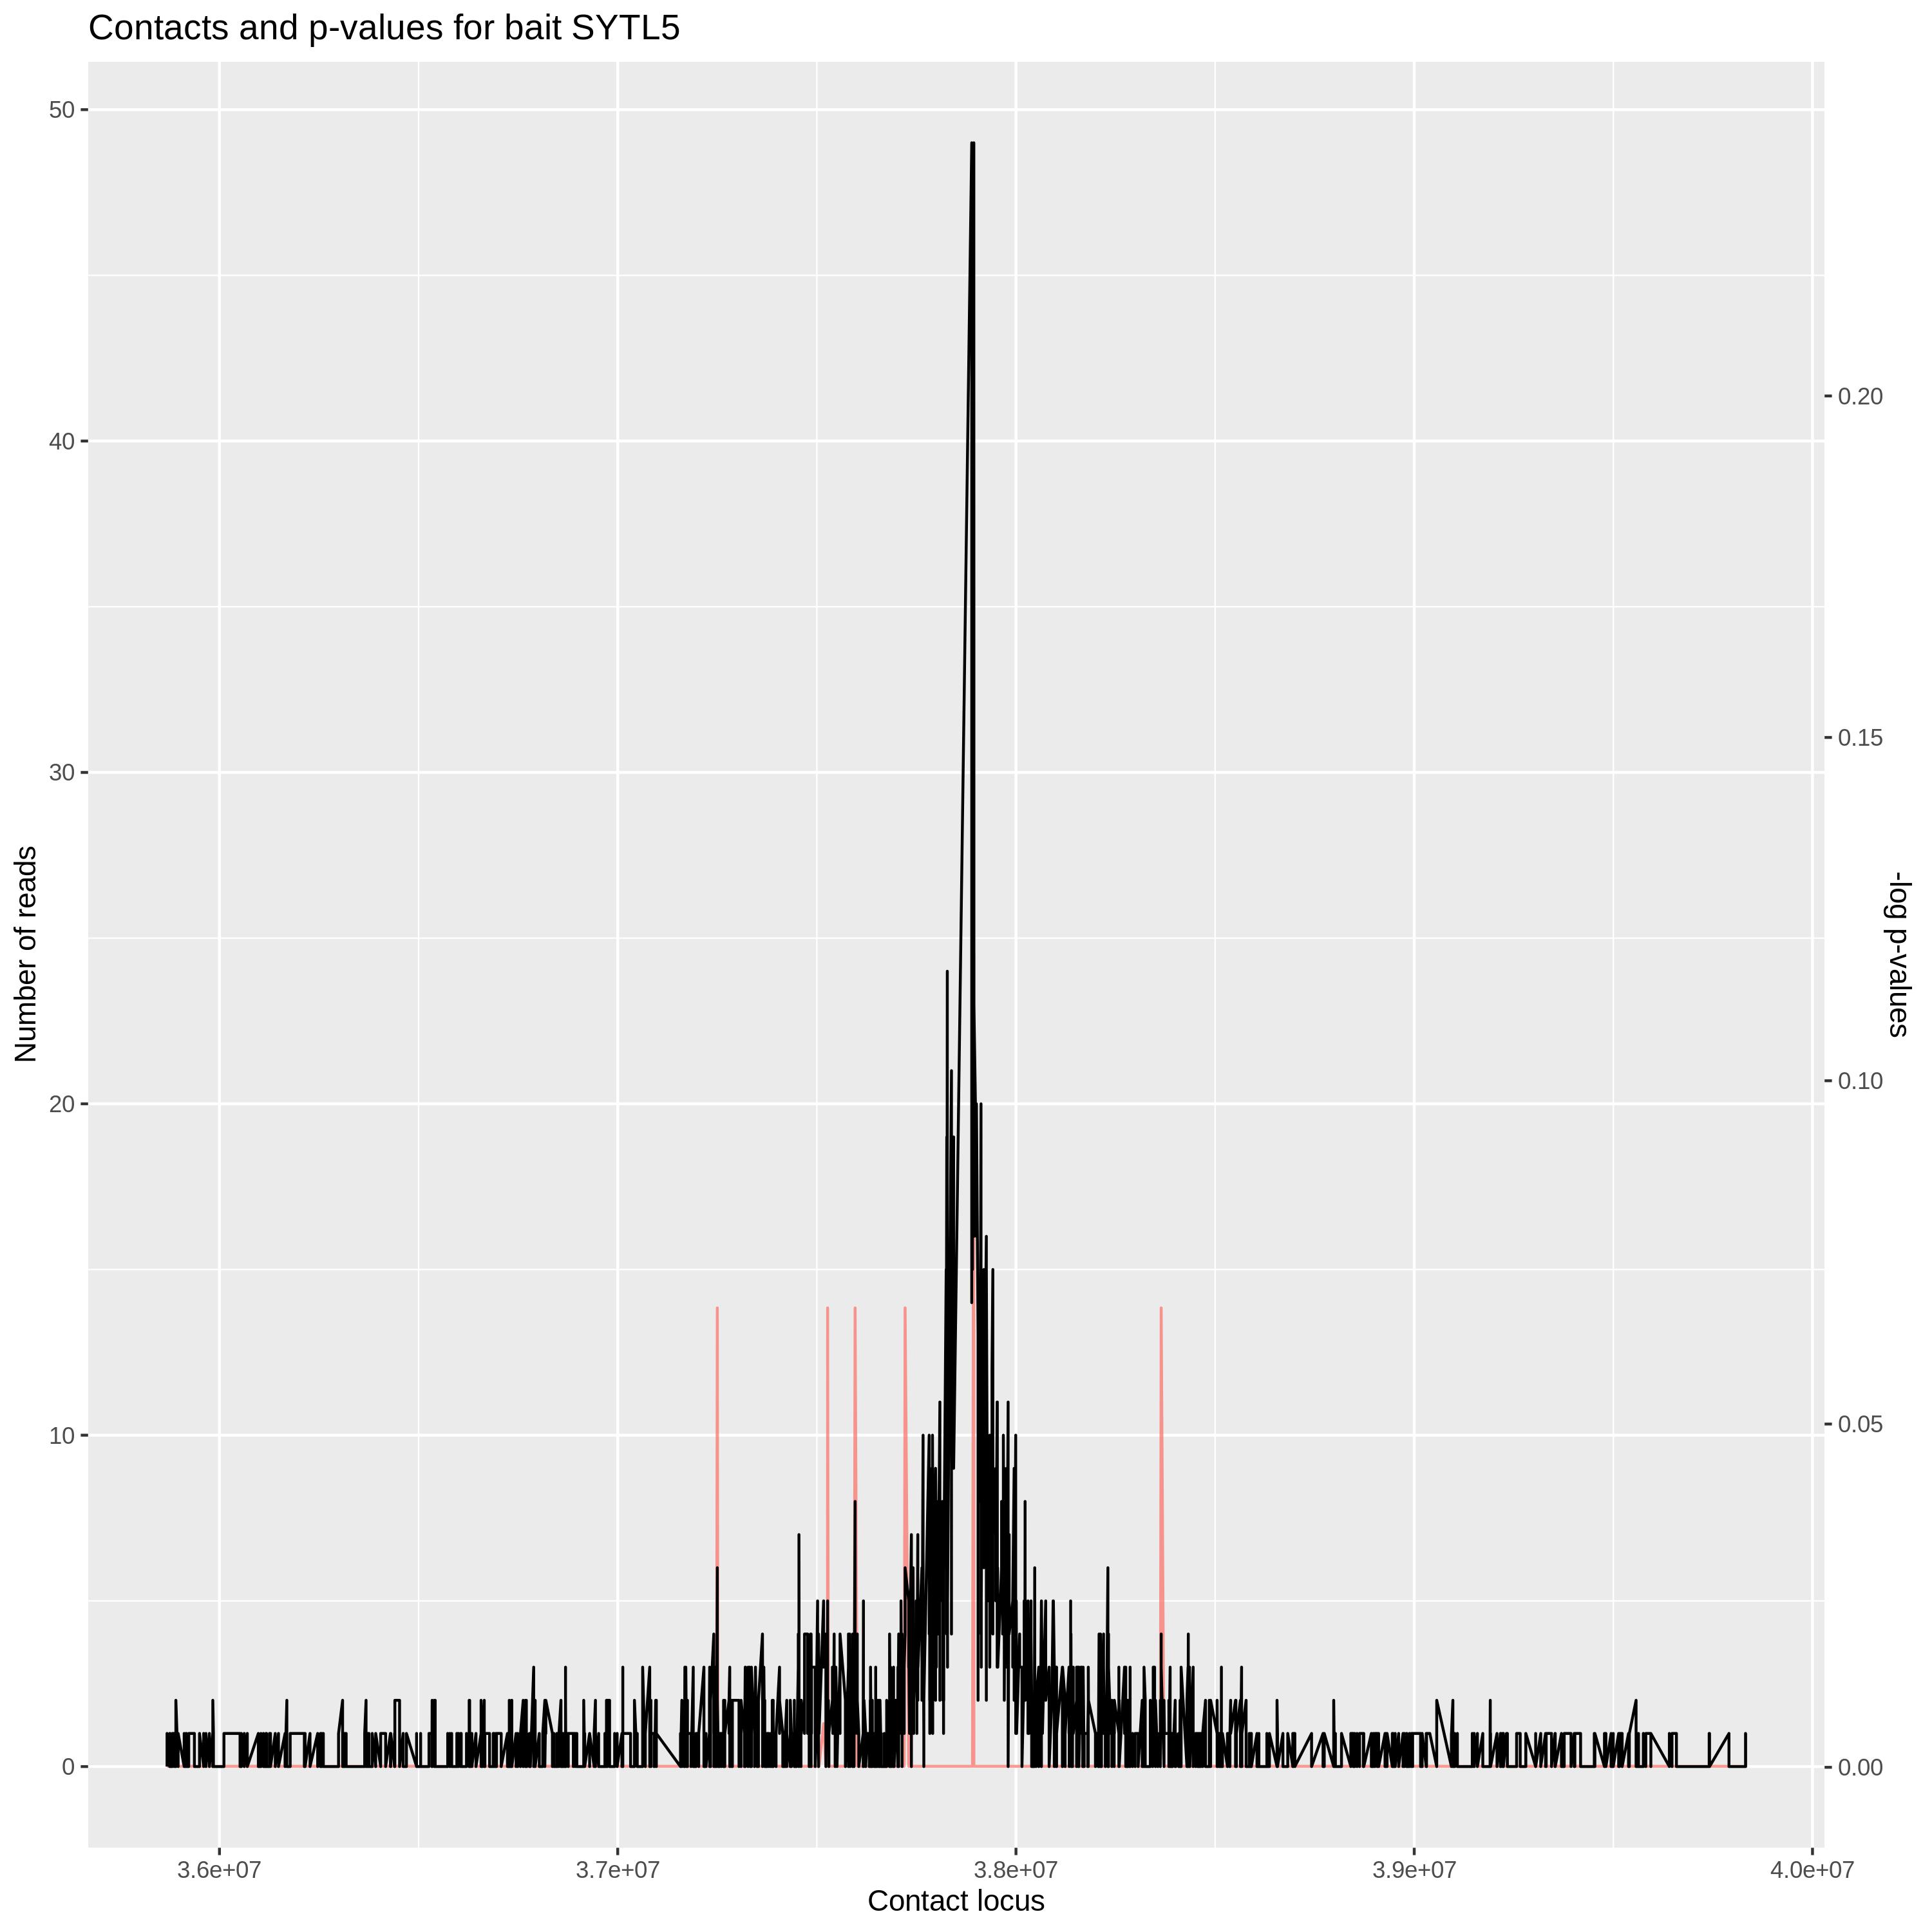 Contacts and p-values for bait SYTL5
50
40
30
20
10
0
Number of reads
0.20
0.15
0.10
0.05
0.00
-log p-values
3.6e+07
3.7e+07
3.8e+07
3.9e+07
4.0e+07
Contact locus